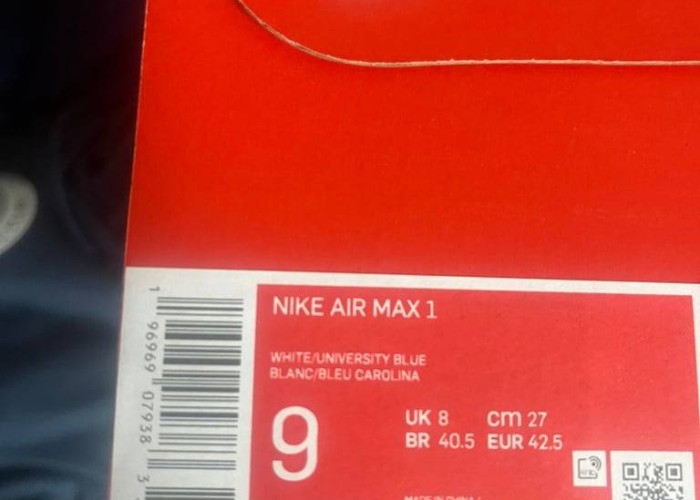 NIKE AIR MAX 1
WHITE/UNIVERSITY BLUE
BLANC/BLEU CAROLINA
9
UK 8 cm 27
BR 40.5 EUR 42.5
1 96969 07938 3